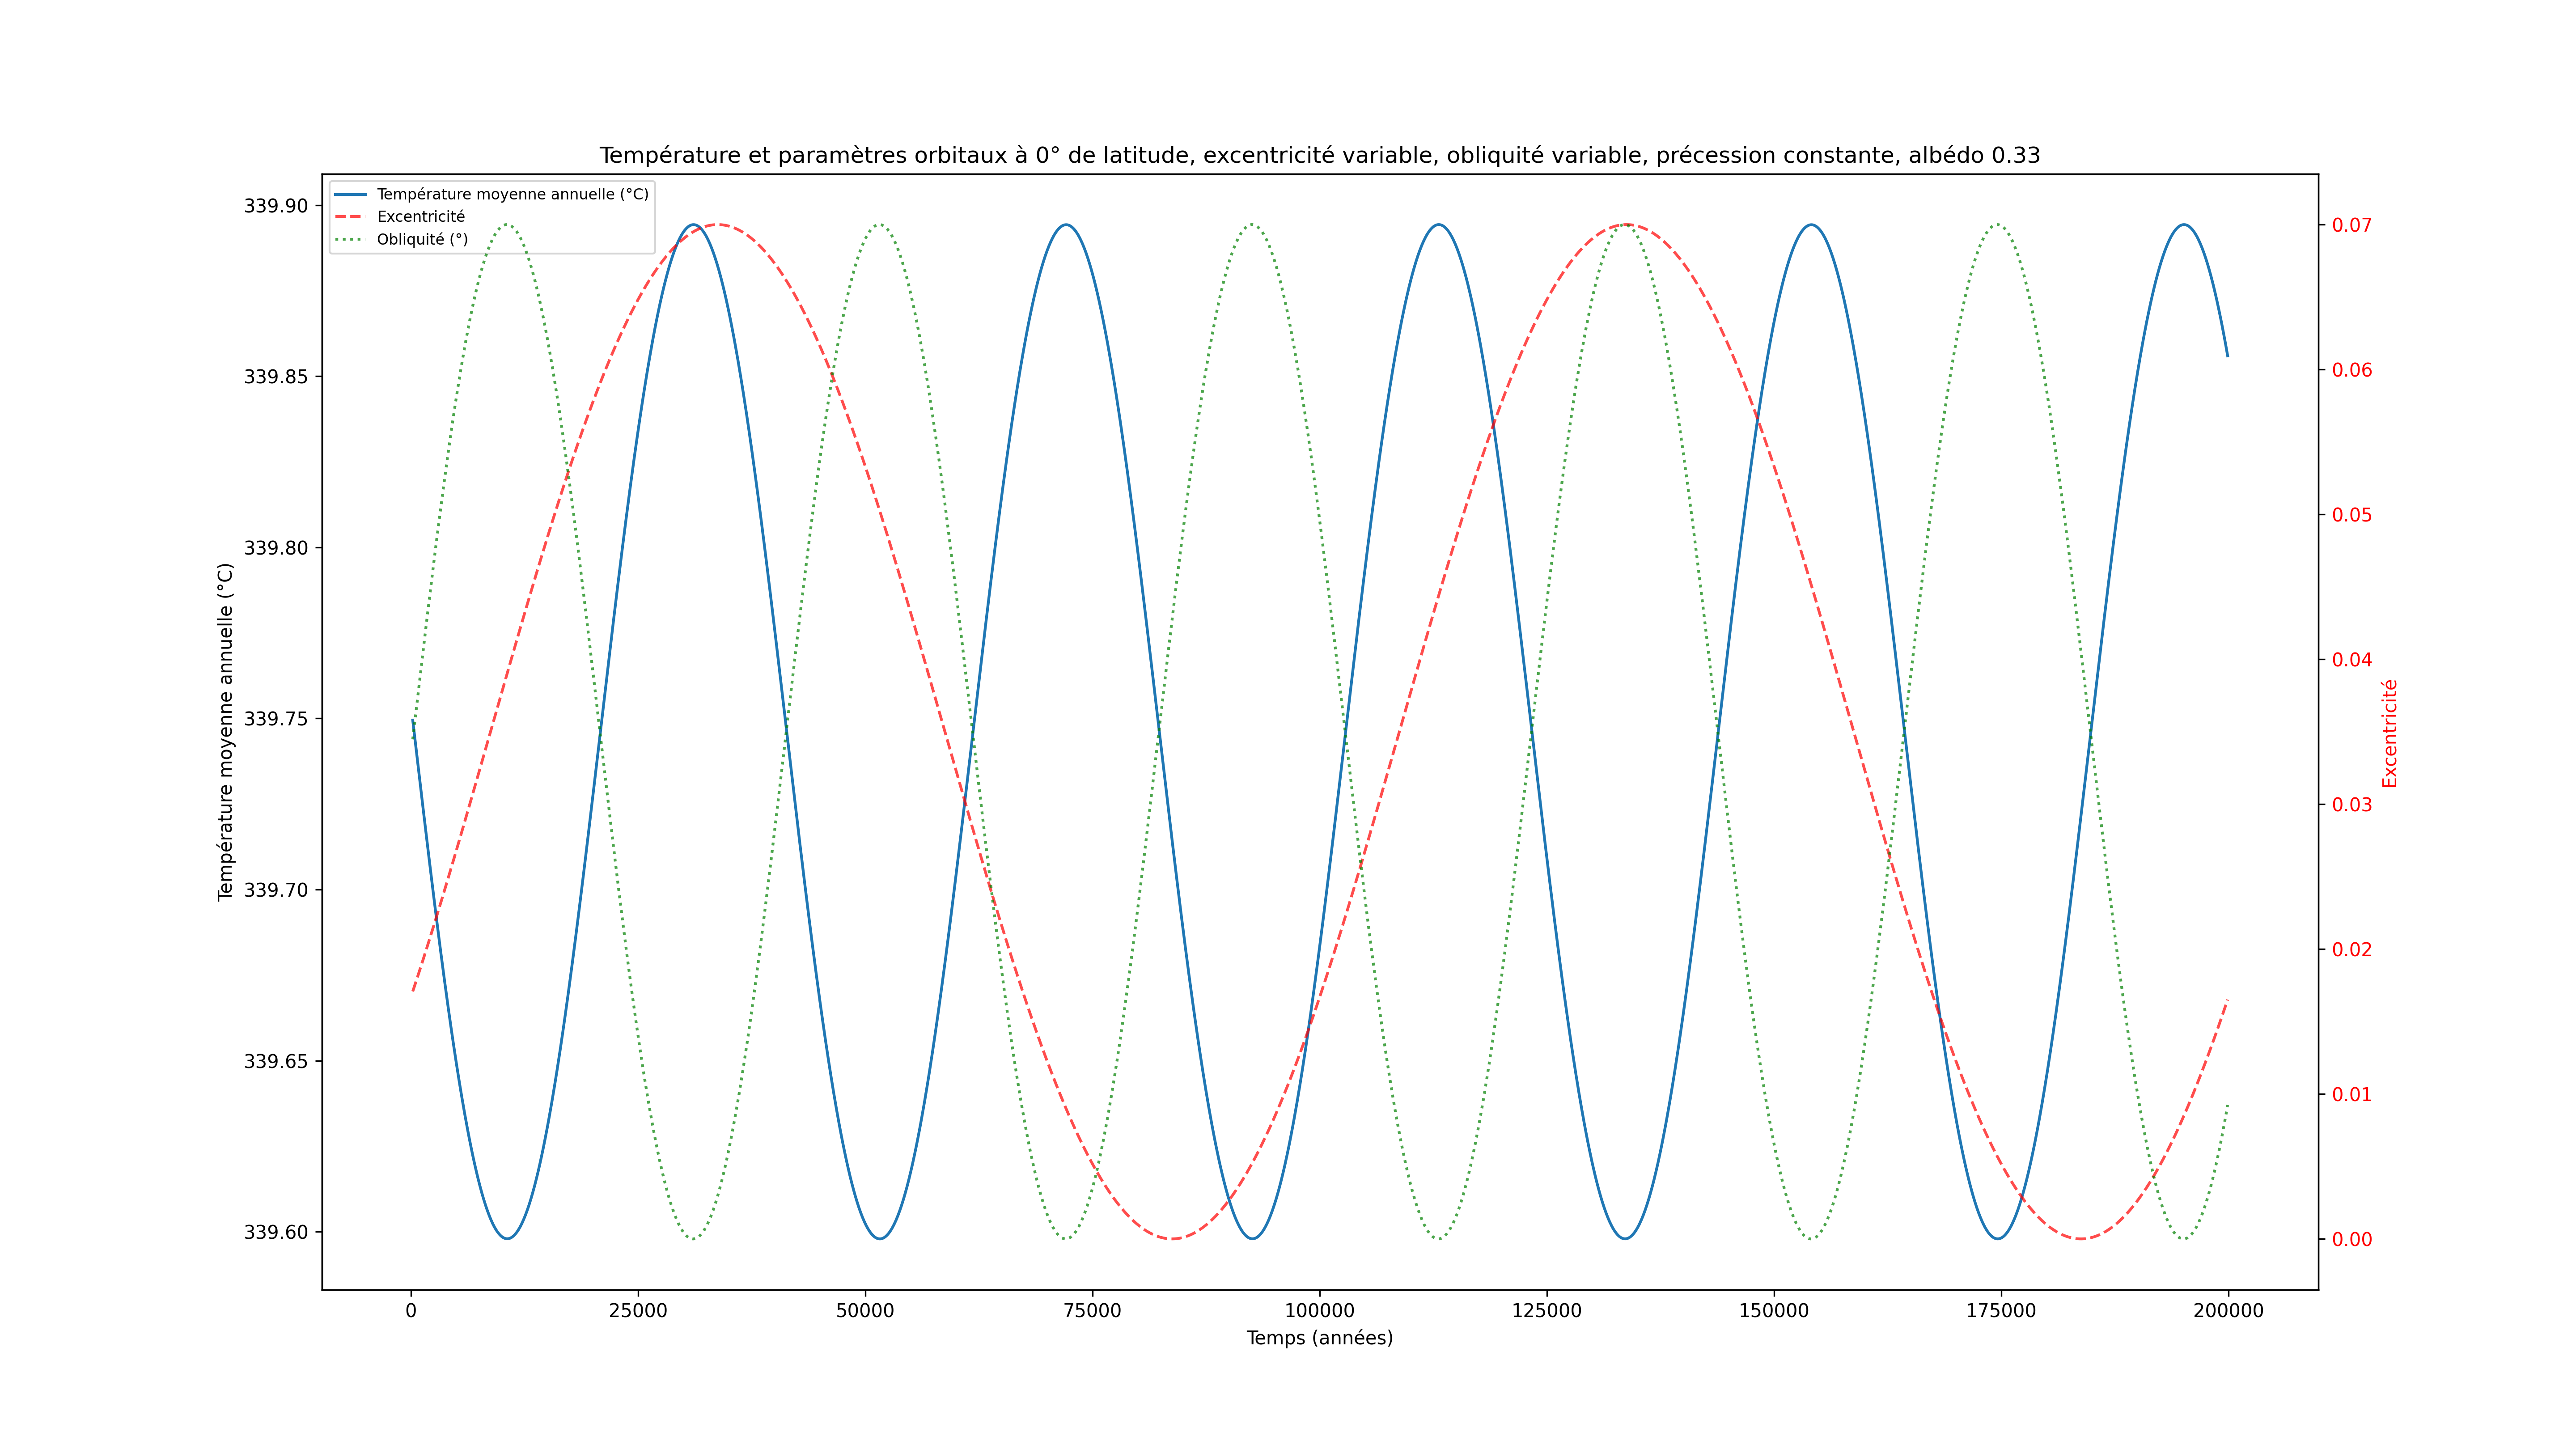 Température et paramètres orbitaux à 0° de latitude, excentricité variable, obliquité variable, précession constante, albédo 0.33
Température moyenne annuelle (°C)
Excentricité
Obliquité (°)
Température moyenne annuelle (°C)
339.90
339.85
339.80
339.75
339.70
339.65
339.60
0.07
0.06
0.05
0.04
0.03
0.02
0.01
0.00
Excentricité
0 25000 50000 75000 100000 125000 150000 175000 200000
Temps (années)